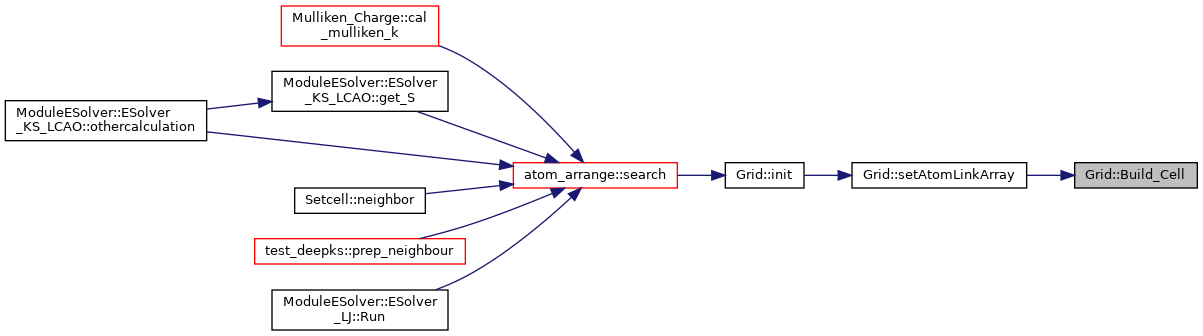 Mulliken_Charge::cal
_mulliken_k
ModuleESolver::ESolver
_KS_LCAO::get_S
ModuleESolver::ESolver
_KS_LCAO::othercalculation
atom_arrange::search
Grid::init
Grid::setAtomLinkArray
Grid::Build_Cell
Setcell::neighbor
test_deepks::prep_neighbour
ModuleESolver::ESolver
_LJ::Run